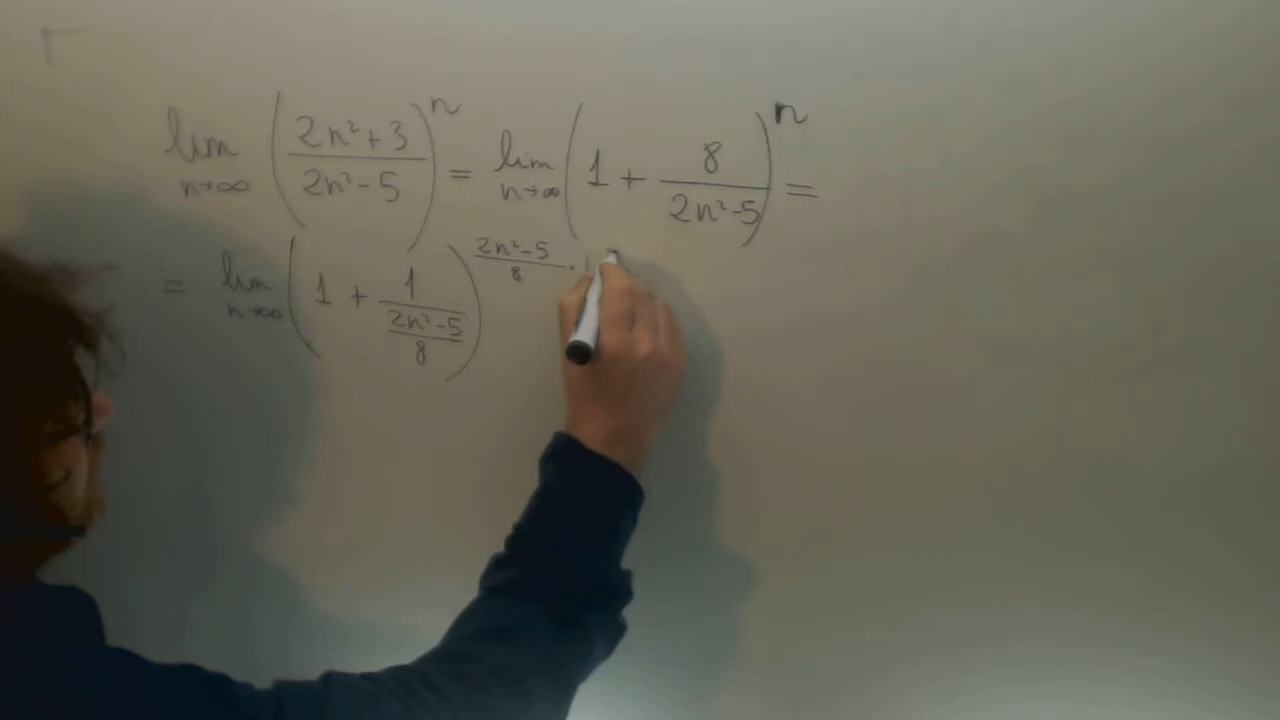 lim n→∞ (2n²+3 / 2n²-5)ⁿ = lim n→∞ (1 + 8 / 2n²-5)ⁿ =
= lim n→∞ (1 + 1 / (2n²-5 / 8))^(2n²-5 / 8 ·